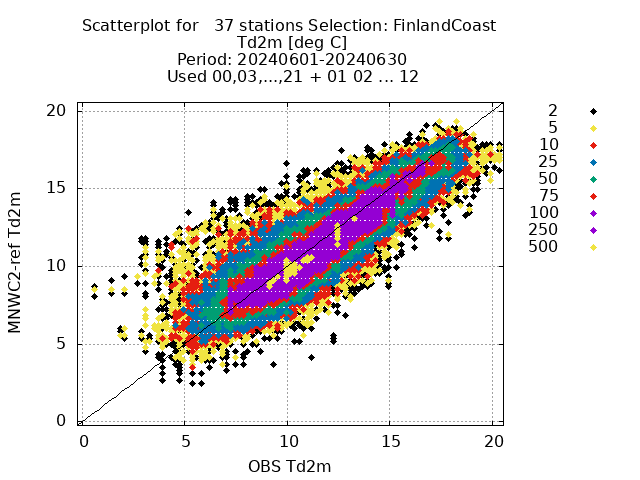 Scatterplot for   37 stations Selection: FinlandCoast
Td2m [deg C]
Period: 20240601-20240630
Used 00,03,...,21 + 01 02 ... 12
MNWC2-ref Td2m
20
15
10
5
0
0 5 10 15 20
OBS Td2m
2
5
10
25
50
75
100
250
500